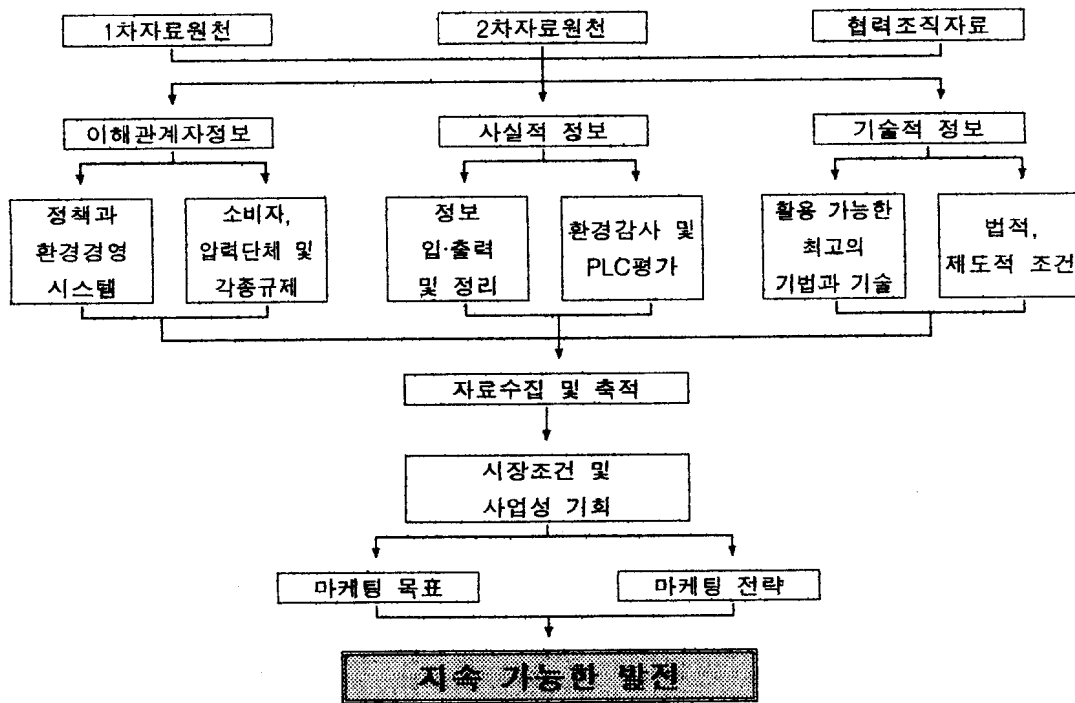 1차자료원천
2차자료원천
협력조직자료
이해관계자정보
사실적 정보
기술적 정보
정책과
환경경영
시스템
소비자,
압력단체 및
각종규제
정보
입·출력
및 정리
환경감사 및
PLC평가
활용 가능한
최고의
기법과 기술
법적,
제도적 조건
자료수집 및 축적
시장조건 및
사업성 기회
마케팅 목표
마케팅 전략
지속 가능한 발전